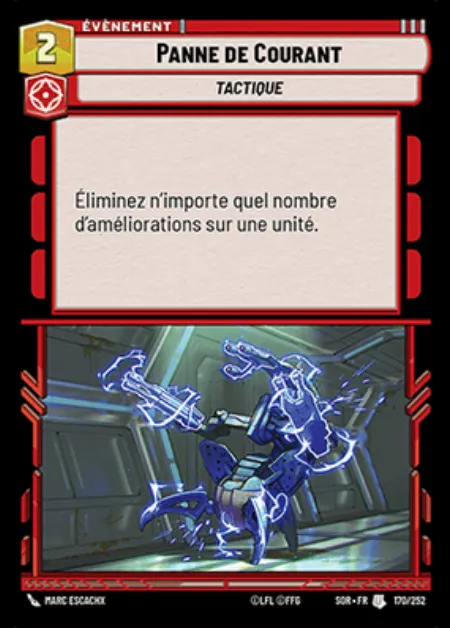 ÉVÈNEMENT
2
PANNE DE COURANT
TACTIQUE
Éliminez n'importe quel nombre
d'améliorations sur une unité.
MARC ESCACHX
©LFL ©FFG
SOR • FR
170/252